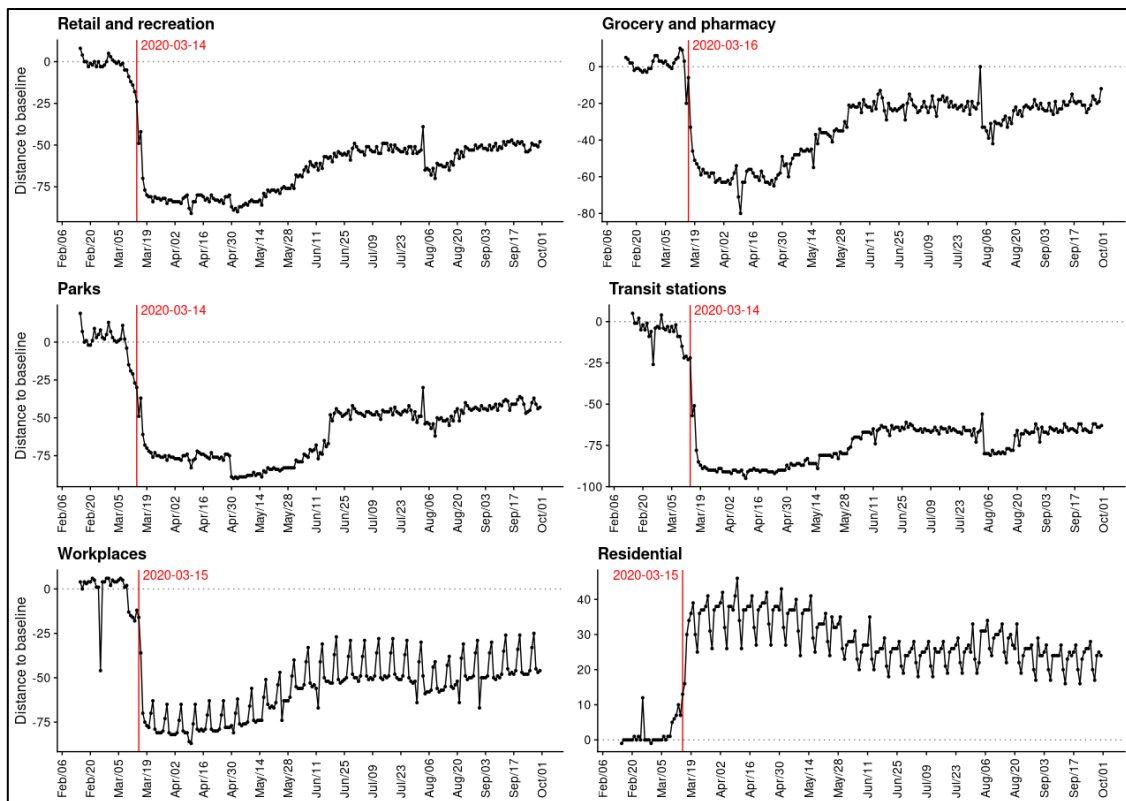 Retail and recreation
2020-03-14
Distance to baseline
0
-25
-50
-75
Feb/06 Feb/20 Mar/05 Mar/19 Apr/02 Apr/16 Apr/30 May/14 May/28 Jun/11 Jun/25 Jul/09 Jul/23 Aug/06 Aug/20 Sep/03 Sep/17 Oct/01
Grocery and pharmacy
2020-03-16
0
-20
-40
-60
-80
Feb/06 Feb/20 Mar/05 Mar/19 Apr/02 Apr/16 Apr/30 May/14 May/28 Jun/11 Jun/25 Jul/09 Jul/23 Aug/06 Aug/20 Sep/03 Sep/17 Oct/01
Parks
2020-03-14
Distance to baseline
0
-25
-50
-75
Feb/06 Feb/20 Mar/05 Mar/19 Apr/02 Apr/16 Apr/30 May/14 May/28 Jun/11 Jun/25 Jul/09 Jul/23 Aug/06 Aug/20 Sep/03 Sep/17 Oct/01
Transit stations
2020-03-14
0
-25
-50
-75
-100
Feb/06 Feb/20 Mar/05 Mar/19 Apr/02 Apr/16 Apr/30 May/14 May/28 Jun/11 Jun/25 Jul/09 Jul/23 Aug/06 Aug/20 Sep/03 Sep/17 Oct/01
Workplaces
2020-03-15
Distance to baseline
0
-25
-50
-75
Feb/06 Feb/20 Mar/05 Mar/19 Apr/02 Apr/16 Apr/30 May/14 May/28 Jun/11 Jun/25 Jul/09 Jul/23 Aug/06 Aug/20 Sep/03 Sep/17 Oct/01
Residential
2020-03-15
40
30
20
10
0
Feb/06 Feb/20 Mar/05 Mar/19 Apr/02 Apr/16 Apr/30 May/14 May/28 Jun/11 Jun/25 Jul/09 Jul/23 Aug/06 Aug/20 Sep/03 Sep/17 Oct/01